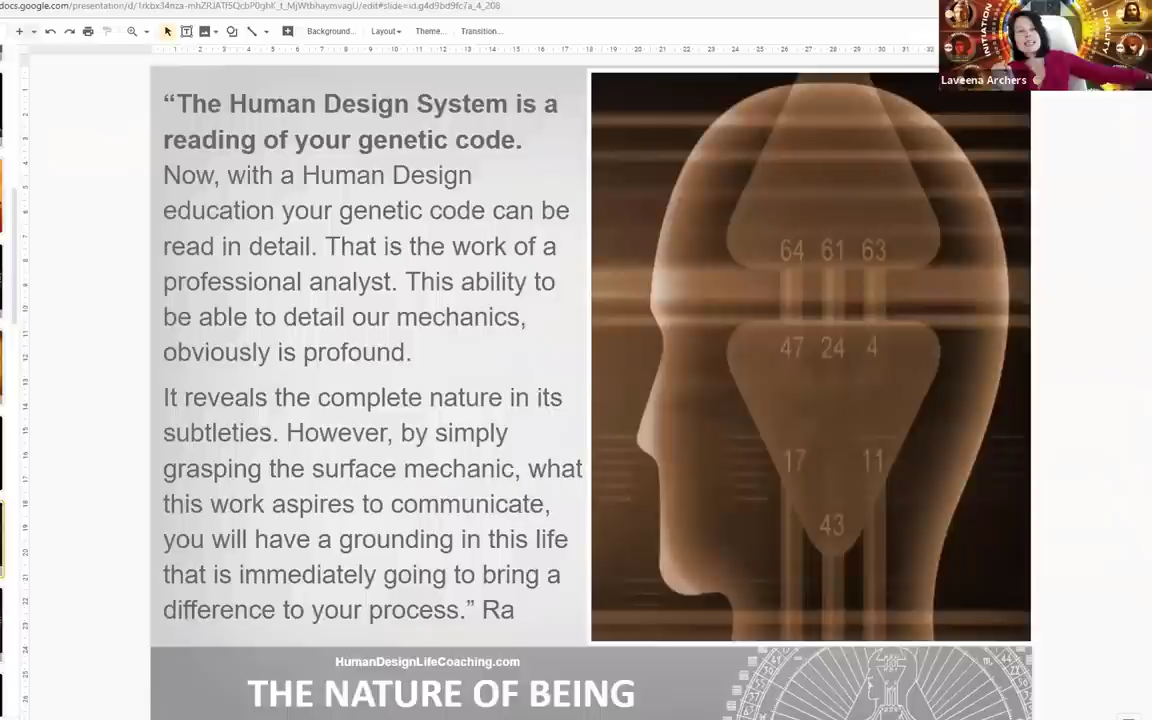 docs.google.com/presentation/d/1rkbx34nza-mhZRJATf5QcbP0ghK_t_MjWtbhaymvagU/edit#slide=id.g4d9bd9fc7a_4_208
Background...
Layout
Theme...
Transition...
INITIATION
DUALITY
Laveena Archers
“The Human Design System is a
reading of your genetic code.
Now, with a Human Design
education your genetic code can be
read in detail. That is the work of a
professional analyst. This ability to
be able to detail our mechanics,
obviously is profound.
It reveals the complete nature in its
subtleties. However, by simply
grasping the surface mechanic, what
this work aspires to communicate,
you will have a grounding in this life
that is immediately going to bring a
difference to your process.” Ra
64 61 63
47 24 4
17 11
43
HumanDesignLifeCoaching.com
THE NATURE OF BEING